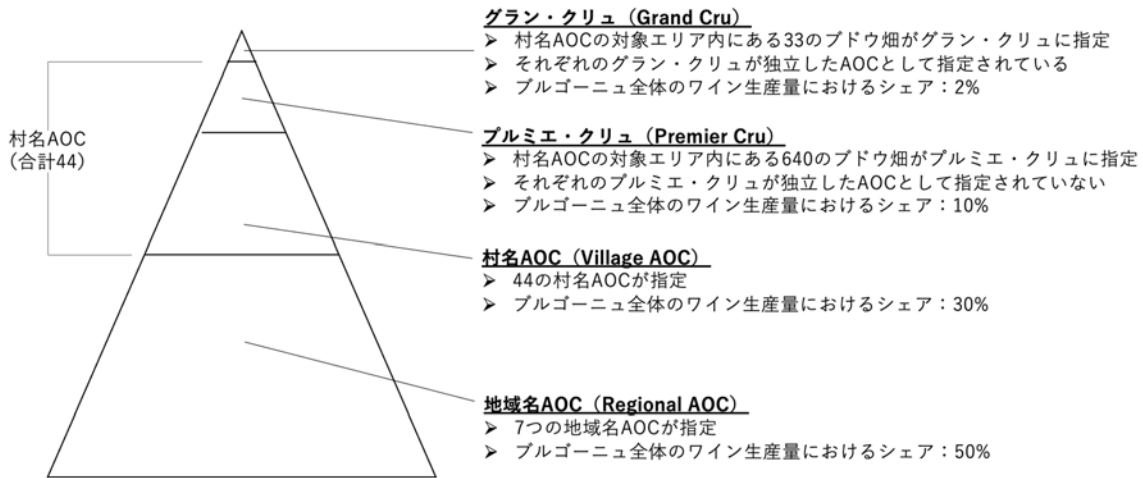 グラン・クリュ（Grand Cru）
➤ 村名AOCの対象エリア内にある33のブドウ畑がグラン・クリュに指定
➤ それぞれのグラン・クリュが独立したAOCとして指定されている
➤ ブルゴーニュ全体のワイン生産量におけるシェア：2%
村名AOC
（合計44）
プルミエ・クリュ（Premier Cru）
➤ 村名AOCの対象エリア内にある640のブドウ畑がプルミエ・クリュに指定
➤ それぞれのプルミエ・クリュが独立したAOCとして指定されていない
➤ ブルゴーニュ全体のワイン生産量におけるシェア：10%
村名AOC（Village AOC）
➤ 44の村名AOCが指定
➤ ブルゴーニュ全体のワイン生産量におけるシェア：30%
地域名AOC（Regional AOC）
➤ 7つの地域名AOCが指定
➤ ブルゴーニュ全体のワイン生産量におけるシェア：50%